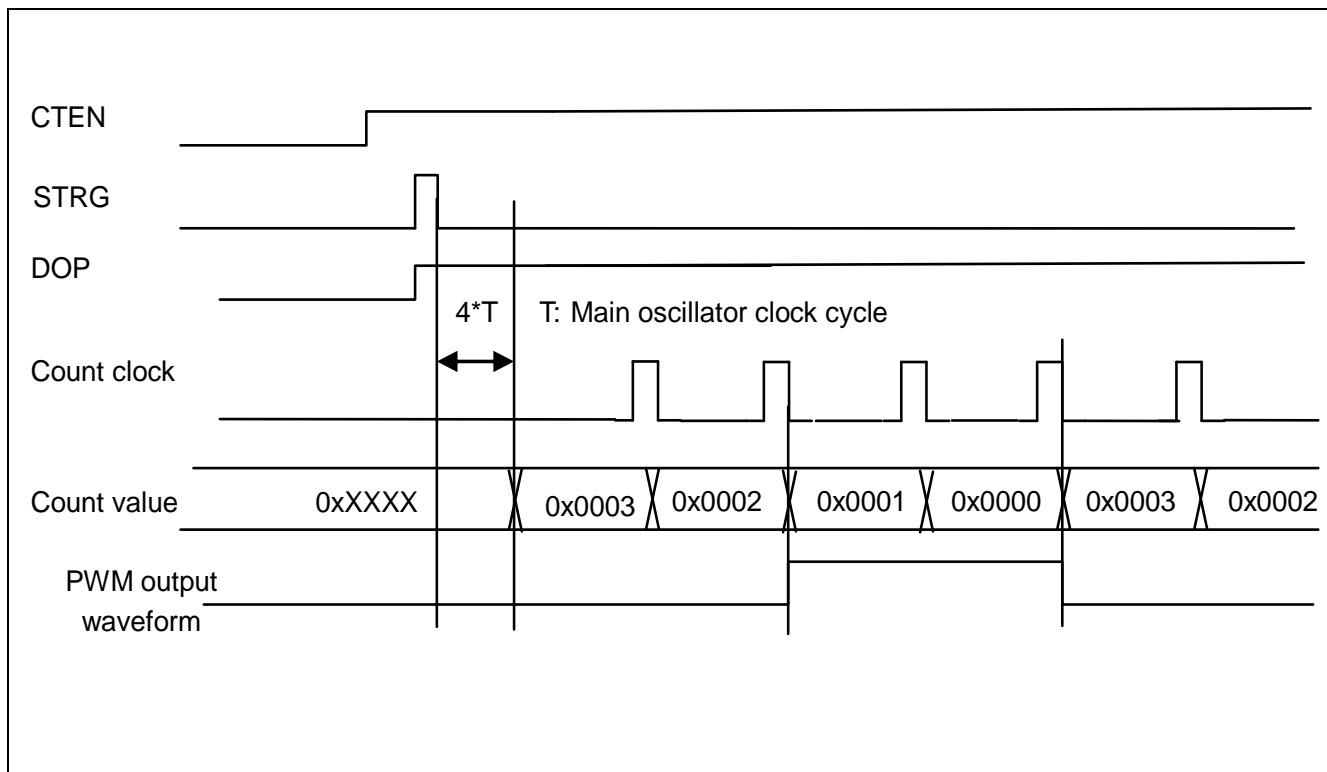 CTEN
STRG
DOP
4*T T: Main oscillator clock cycle
Count clock
Count value 0xXXXX 0x0003 0x0002 0x0001 0x0000 0x0003 0x0002
PWM output
waveform